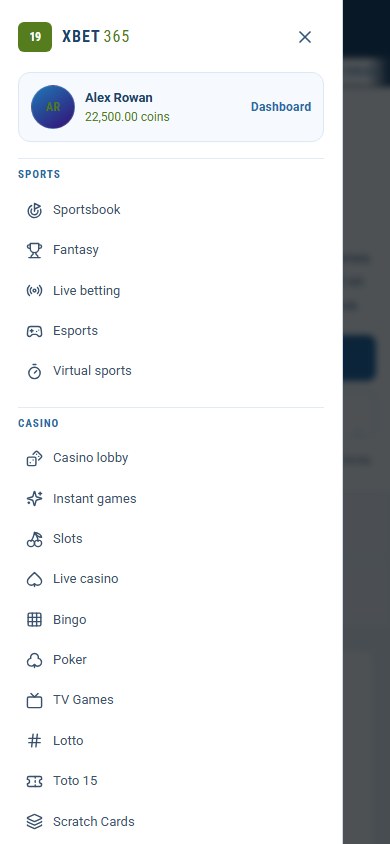 19 XBET 365
AR
Alex Rowan
22,500.00 coins
Dashboard
SPORTS
Sportsbook
Fantasy
Live betting
Esports
Virtual sports
CASINO
Casino lobby
Instant games
Slots
Live casino
Bingo
Poker
TV Games
Lotto
Toto 15
Scratch Cards